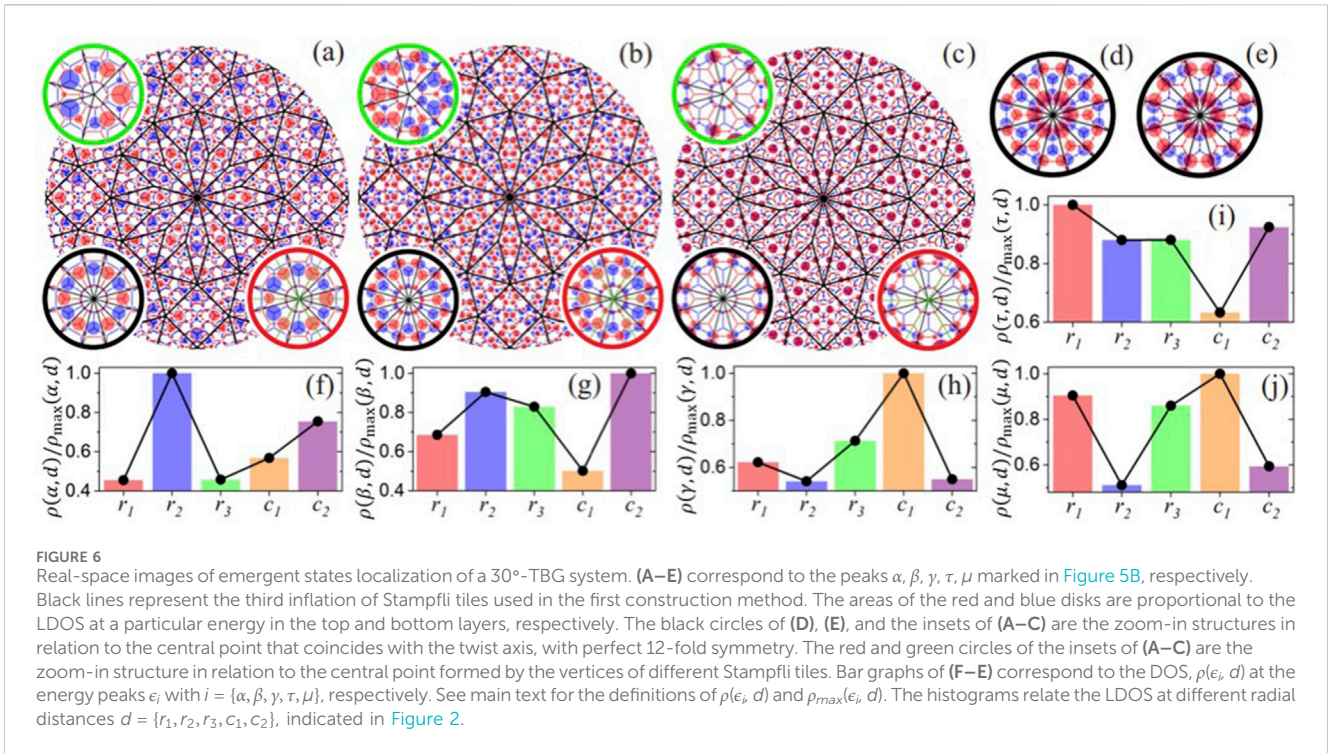 (a)
(b)
(c)
(d)
(e)
(i)
ρ(τ,d)/ρmax(τ,d)
1.0
0.8
0.6
r1 r2 r3 c1 c2
(f)
ρ(α,d)/ρmax(α,d)
1.0
0.8
0.6
0.4
r1 r2 r3 c1 c2
(g)
ρ(β,d)/ρmax(β,d)
1.0
0.8
0.6
0.4
r1 r2 r3 c1 c2
(h)
ρ(γ,d)/ρmax(γ,d)
1.0
0.8
0.6
r1 r2 r3 c1 c2
(j)
ρ(μ,d)/ρmax(μ,d)
1.0
0.8
0.6
r1 r2 r3 c1 c2
FIGURE 6
Real-space images of emergent states localization of a 30°-TBG system. (A–E) correspond to the peaks α, β, γ, τ, μ marked in Figure 5B, respectively.
Black lines represent the third inflation of Stampfli tiles used in the first construction method. The areas of the red and blue disks are proportional to the
LDOS at a particular energy in the top and bottom layers, respectively. The black circles of (D), (E), and the insets of (A–C) are the zoom-in structures in
relation to the central point that coincides with the twist axis, with perfect 12-fold symmetry. The red and green circles of the insets of (A–C) are the
zoom-in structure in relation to the central point formed by the vertices of different Stampfli tiles. Bar graphs of (F–E) correspond to the DOS, ρ(ϵi, d) at the
energy peaks ϵi with i = {α, β, γ, τ, μ}, respectively. See main text for the definitions of ρ(ϵi, d) and ρmax(ϵi, d). The histograms relate the LDOS at different radial
distances d = {r1, r2, r3, c1, c2}, indicated in Figure 2.